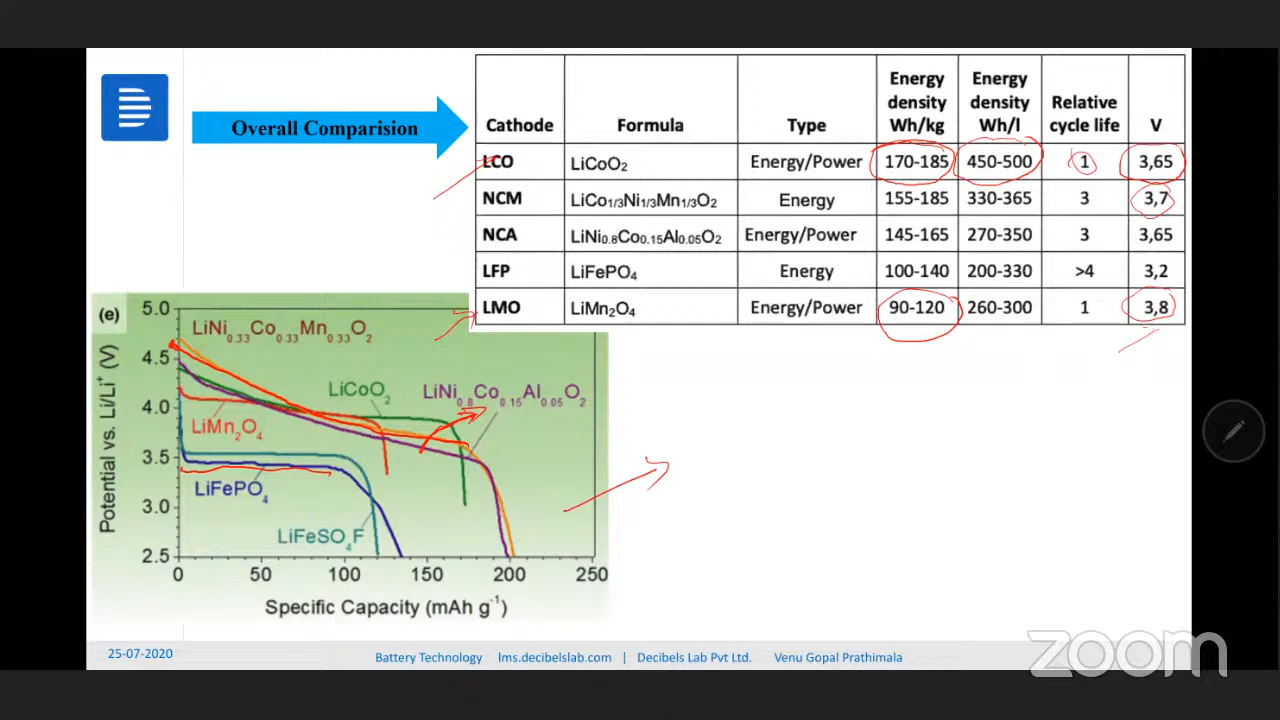 Overall Comparision
Cathode Formula Type Energy density Wh/kg Energy density Wh/l Relative cycle life V
LCO LiCoO₂ Energy/Power 170-185 450-500 1 3,65
NCM LiCo1/3Ni1/3Mn1/3O₂ Energy 155-185 330-365 3 3,7
NCA LiNi0.8Co0.15Al0.05O₂ Energy/Power 145-165 270-350 3 3,65
LFP LiFePO₄ Energy 100-140 200-330 >4 3,2
LMO LiMn₂O₄ Energy/Power 90-120 260-300 1 3,8
(e)
Potential vs. Li/Li⁺ (V)
5.0
4.5
4.0
3.5
3.0
2.5
LiNi0.33Co0.33Mn0.33O₂
LiCoO₂
LiNi0.8Co0.15Al0.05O₂
LiMn₂O₄
LiFePO₄
LiFeSO₄F
0 50 100 150 200 250
Specific Capacity (mAh g⁻¹)
25-07-2020
Battery Technology lms.decibelslab.com | Decibels Lab Pvt Ltd. Venu Gopal Prathimala
zoom